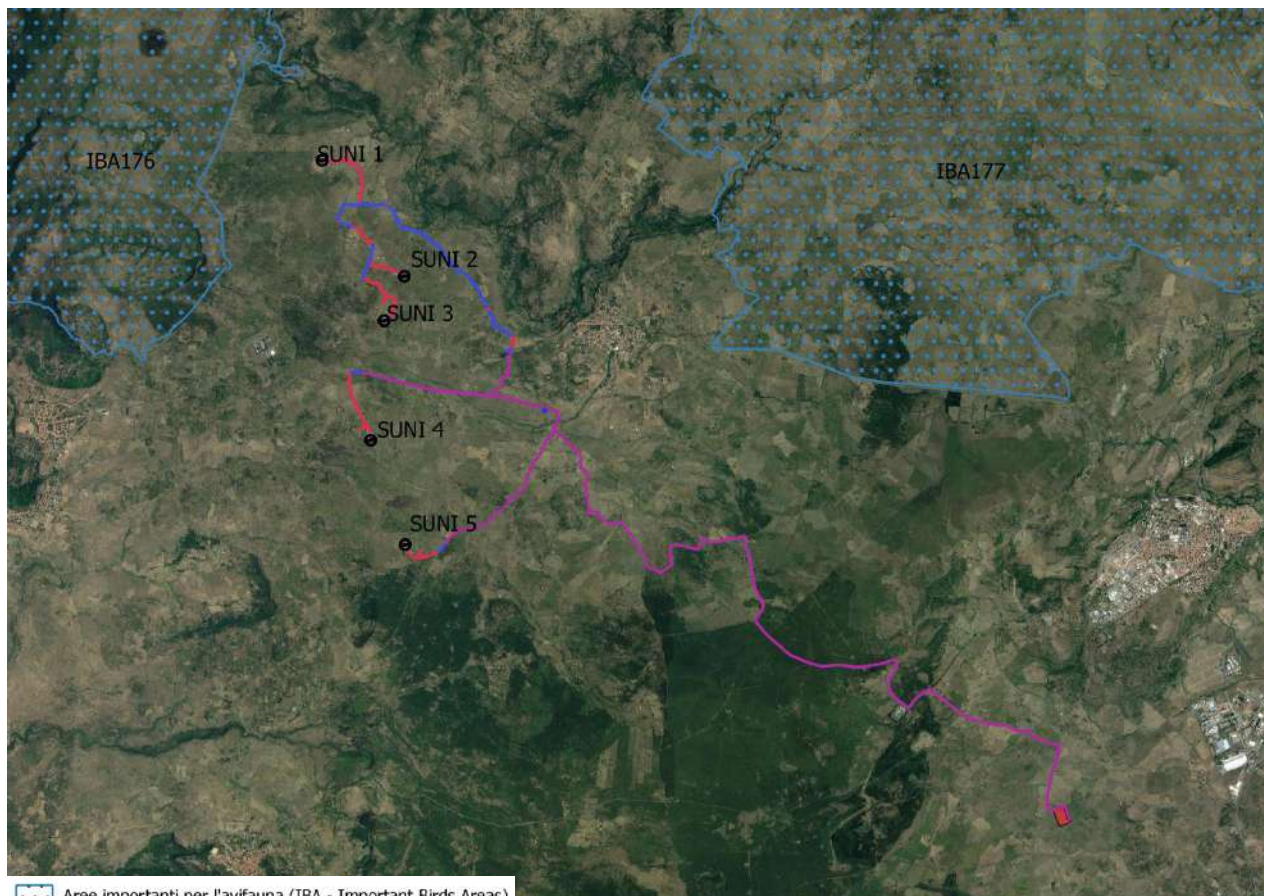 IBA176
SUNI 1
IBA177
SUNI 2
SUNI 3
SUNI 4
SUNI 5
Aree importanti per l'avifauna (IBA - Important Birds Areas)